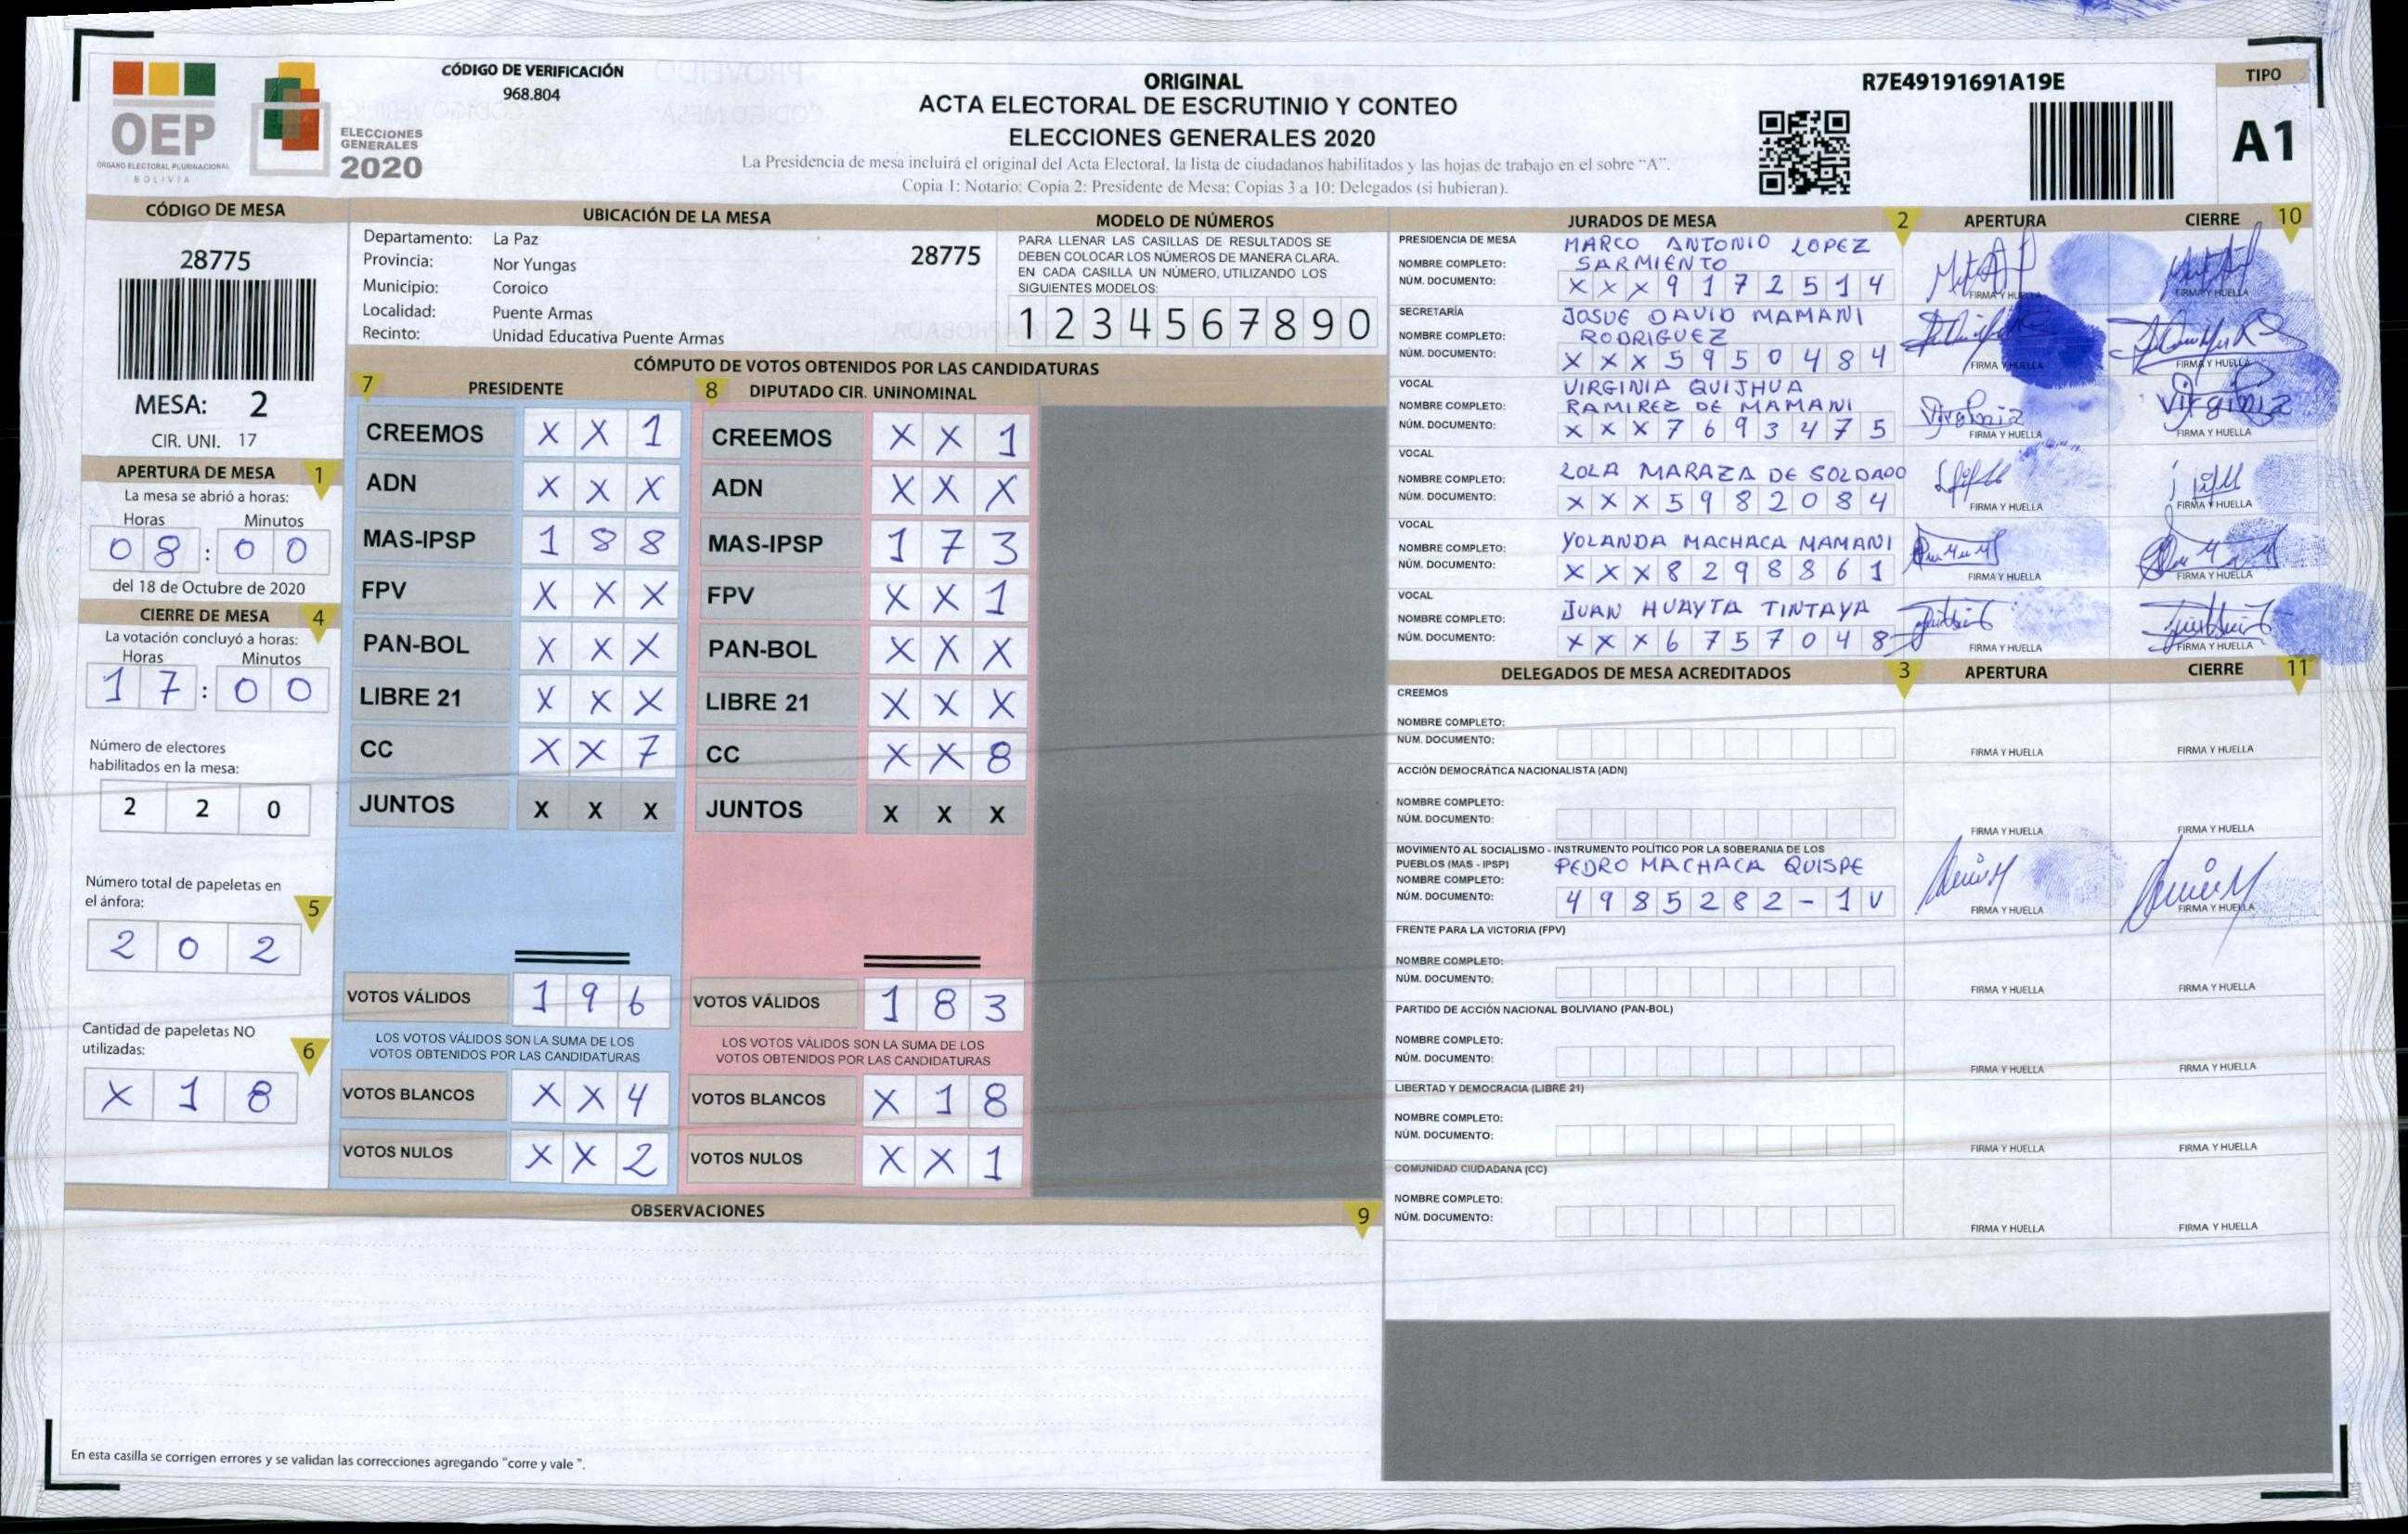 CÓDIGO DE VERIFICACIÓN
968.804
OEP
ÓRGANO ELECTORAL PLURINACIONAL
BOLIVIA
ELECCIONES
GENERALES
2020
ORIGINAL
ACTA ELECTORAL DE ESCRUTINIO Y CONTEO
ELECCIONES GENERALES 2020
La Presidencia de mesa incluirá el original del Acta Electoral, la lista de ciudadanos habilitados y las hojas de trabajo en el sobre "A".
Copia 1: Notario: Copia 2: Presidente de Mesa: Copias 3 a 10: Delegados (si hubieran).
R7E49191691A19E
TIPO
A1
CÓDIGO DE MESA
28775
MESA: 2
CIR. UNI. 17
APERTURA DE MESA 1
La mesa se abrió a horas:
Horas Minutos
0 8 : 0 0
del 18 de Octubre de 2020
CIERRE DE MESA 4
La votación concluyó a horas:
Horas Minutos
1 7 : 0 0
Número de electores
habilitados en la mesa:
2 2 0
Número total de papeletas en
el ánfora: 5
2 0 2
Cantidad de papeletas NO
utilizadas: 6
X 1 8
UBICACIÓN DE LA MESA
Departamento: La Paz
Provincia: Nor Yungas
Municipio: Coroico
Localidad: Puente Armas
Recinto: Unidad Educativa Puente Armas
28775
MODELO DE NÚMEROS
PARA LLENAR LAS CASILLAS DE RESULTADOS SE
DEBEN COLOCAR LOS NÚMEROS DE MANERA CLARA.
EN CADA CASILLA UN NÚMERO, UTILIZANDO LOS
SIGUIENTES MODELOS:
1 2 3 4 5 6 7 8 9 0
CÓMPUTO DE VOTOS OBTENIDOS POR LAS CANDIDATURAS
7 PRESIDENTE
CREEMOS X X 1
ADN X X X
MAS-IPSP 1 8 8
FPV X X X
PAN-BOL X X X
LIBRE 21 X X X
CC X X 7
JUNTOS X X X
VOTOS VÁLIDOS 1 9 6
LOS VOTOS VÁLIDOS SON LA SUMA DE LOS
VOTOS OBTENIDOS POR LAS CANDIDATURAS
VOTOS BLANCOS X X 4
VOTOS NULOS X X 2
8 DIPUTADO CIR. UNINOMINAL
CREEMOS X X 1
ADN X X X
MAS-IPSP 1 7 3
FPV X X 1
PAN-BOL X X X
LIBRE 21 X X X
CC X X 8
JUNTOS X X X
VOTOS VÁLIDOS 1 8 3
LOS VOTOS VÁLIDOS SON LA SUMA DE LOS
VOTOS OBTENIDOS POR LAS CANDIDATURAS
VOTOS BLANCOS X 1 8
VOTOS NULOS X X 1
OBSERVACIONES 9
En esta casilla se corrigen errores y se validan las correcciones agregando "corre y vale ".
JURADOS DE MESA 2 APERTURA CIERRE 10
PRESIDENCIA DE MESA
NOMBRE COMPLETO: MARCO ANTONIO LOPEZ
SARMIENTO
NÚM. DOCUMENTO: X X X 9 1 7 2 5 1 4
FIRMA Y HUELLA FIRMA Y HUELLA
SECRETARÍA
NOMBRE COMPLETO: JOSUE DAVID MAMANI
RODRIGUEZ
NÚM. DOCUMENTO: X X X 5 9 5 0 4 8 4
FIRMA Y HUELLA FIRMA Y HUELLA
VOCAL
NOMBRE COMPLETO: VIRGINIA QUIJHUA
RAMIREZ DE MAMANI
NÚM. DOCUMENTO: X X X 7 6 9 3 4 7 5
FIRMA Y HUELLA FIRMA Y HUELLA
VOCAL
NOMBRE COMPLETO: LOLA MARAZA DE SOLDADO
NÚM. DOCUMENTO: X X X 5 9 8 2 0 8 4
FIRMA Y HUELLA FIRMA Y HUELLA
VOCAL
NOMBRE COMPLETO: YOLANDA MACHACA MAMANI
NÚM. DOCUMENTO: X X X 8 2 9 8 8 6 1
FIRMA Y HUELLA FIRMA Y HUELLA
VOCAL
NOMBRE COMPLETO: JUAN HUAYTA TINTAYA
NÚM. DOCUMENTO: X X X 6 7 5 7 0 4 8
FIRMA Y HUELLA FIRMA Y HUELLA
DELEGADOS DE MESA ACREDITADOS 3 APERTURA CIERRE 11
CREEMOS
NOMBRE COMPLETO:
NÚM. DOCUMENTO:
FIRMA Y HUELLA FIRMA Y HUELLA
ACCIÓN DEMOCRÁTICA NACIONALISTA (ADN)
NOMBRE COMPLETO:
NÚM. DOCUMENTO:
FIRMA Y HUELLA FIRMA Y HUELLA
MOVIMIENTO AL SOCIALISMO - INSTRUMENTO POLÍTICO POR LA SOBERANIA DE LOS
PUEBLOS (MAS - IPSP)
NOMBRE COMPLETO: PEDRO MACHACA QUISPE
NÚM. DOCUMENTO: 4 9 8 5 2 8 2 - 1 V
FIRMA Y HUELLA FIRMA Y HUELLA
FRENTE PARA LA VICTORIA (FPV)
NOMBRE COMPLETO:
NÚM. DOCUMENTO:
FIRMA Y HUELLA FIRMA Y HUELLA
PARTIDO DE ACCIÓN NACIONAL BOLIVIANO (PAN-BOL)
NOMBRE COMPLETO:
NÚM. DOCUMENTO:
FIRMA Y HUELLA FIRMA Y HUELLA
LIBERTAD Y DEMOCRACIA (LIBRE 21)
NOMBRE COMPLETO:
NÚM. DOCUMENTO:
FIRMA Y HUELLA FIRMA Y HUELLA
COMUNIDAD CIUDADANA (CC)
NOMBRE COMPLETO:
NÚM. DOCUMENTO:
FIRMA Y HUELLA FIRMA Y HUELLA